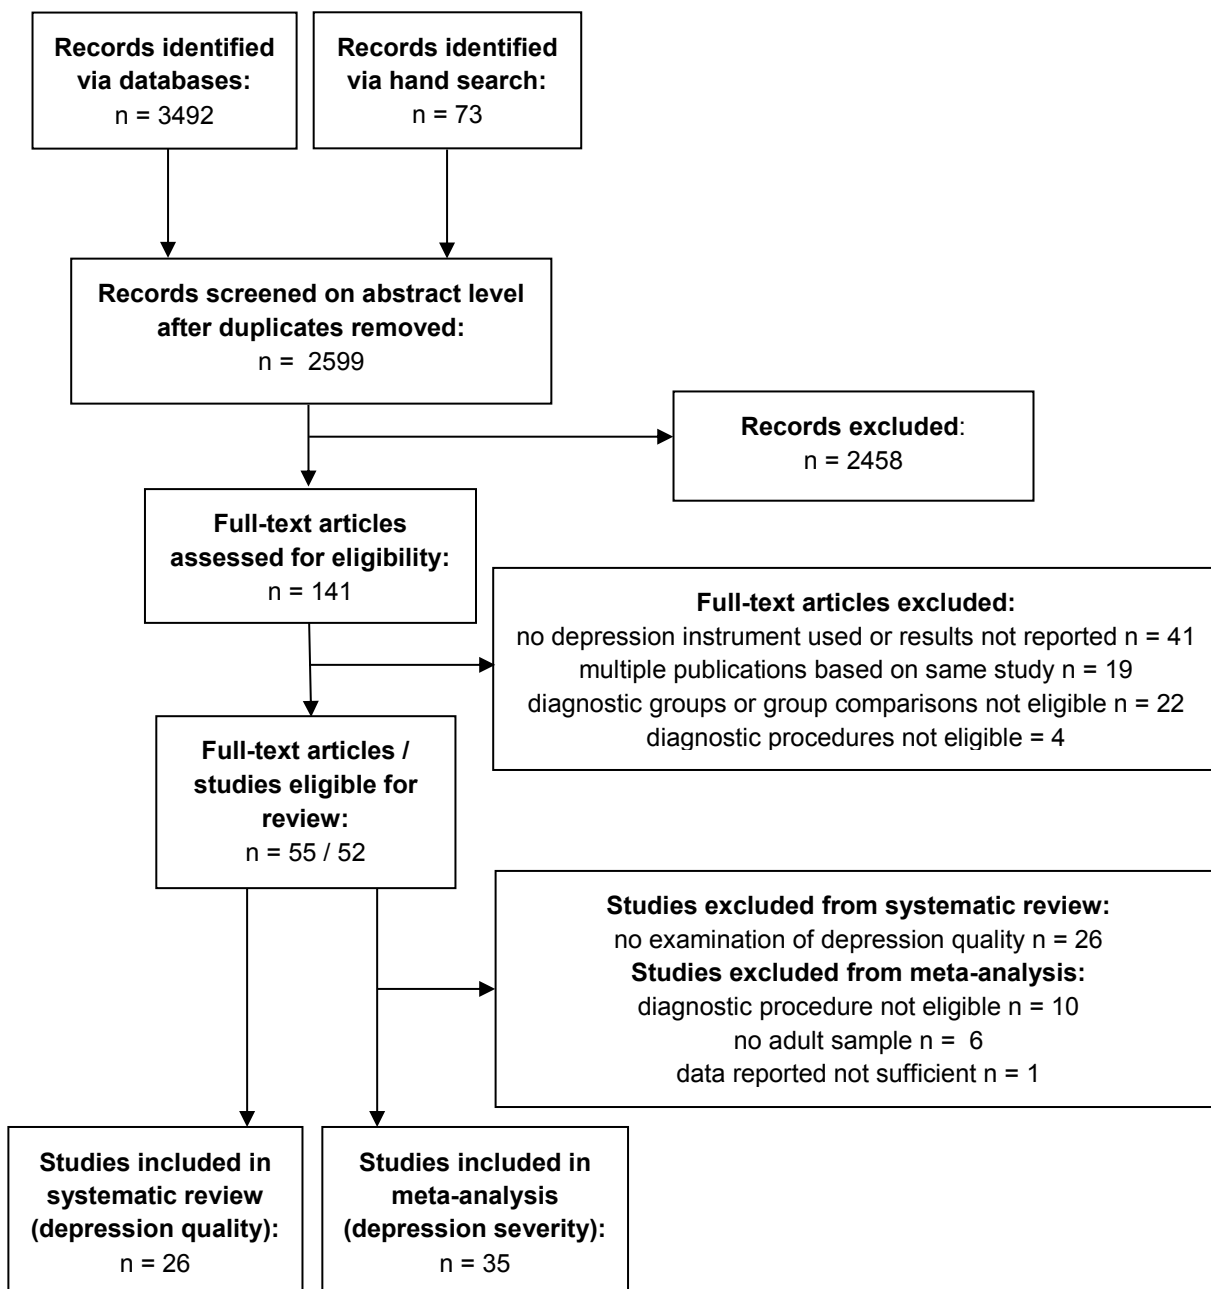 Records identified
via databases:
n = 3492
Records identified
via hand search:
n = 73
Records screened on abstract level
after duplicates removed:
n =  2599
Records excluded:
n = 2458
Full-text articles
assessed for eligibility:
n = 141
Full-text articles excluded:
no depression instrument used or results not reported n = 41
multiple publications based on same study n = 19
diagnostic groups or group comparisons not eligible n = 22
diagnostic procedures not eligible = 4
Full-text articles /
studies eligible for
review:
n = 55 / 52
Studies excluded from systematic review:
no examination of depression quality n = 26
Studies excluded from meta-analysis:
diagnostic procedure not eligible n = 10
no adult sample n =  6
data reported not sufficient n = 1
Studies included in
systematic review
(depression quality):
n = 26
Studies included in
meta-analysis
(depression severity):
n = 35